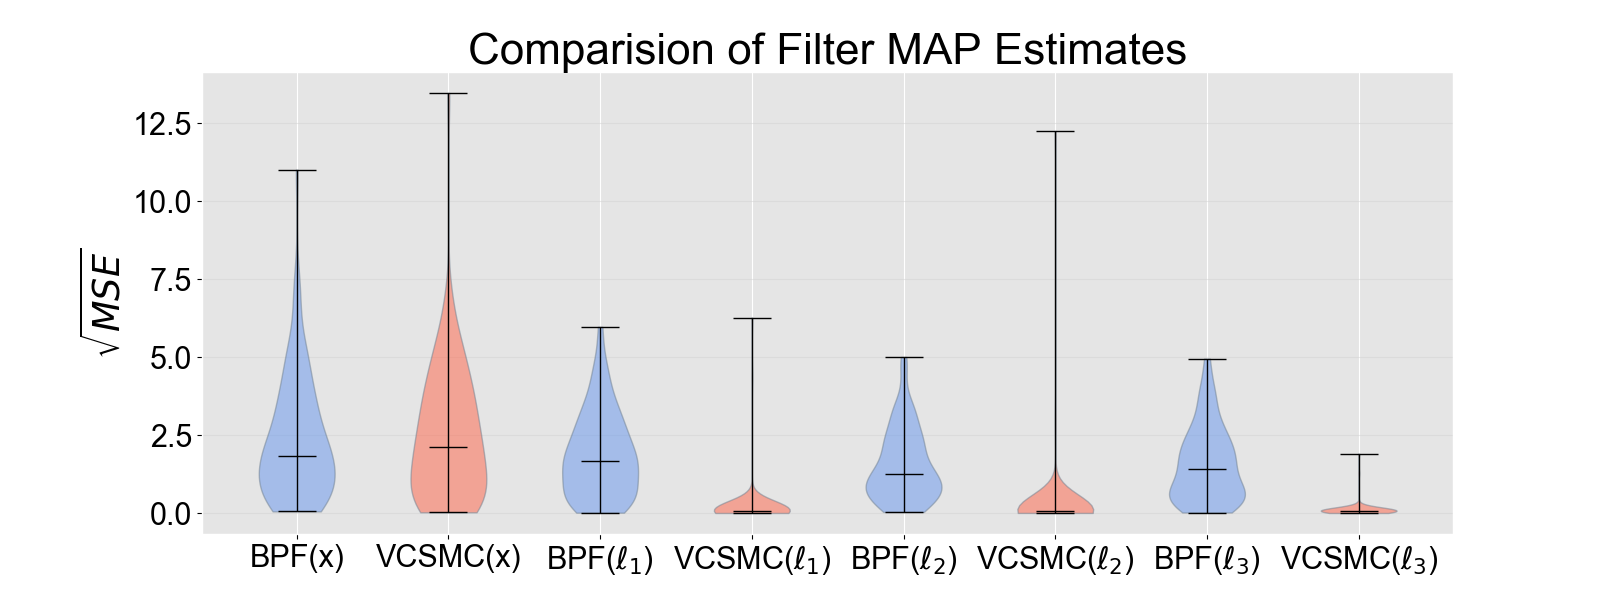 Comparision of Filter MAP Estimates
√MSE
12.5
10.0
7.5
5.0
2.5
0.0
BPF(x) VCSMC(x) BPF(ℓ₁) VCSMC(ℓ₁) BPF(ℓ₂) VCSMC(ℓ₂) BPF(ℓ₃) VCSMC(ℓ₃)